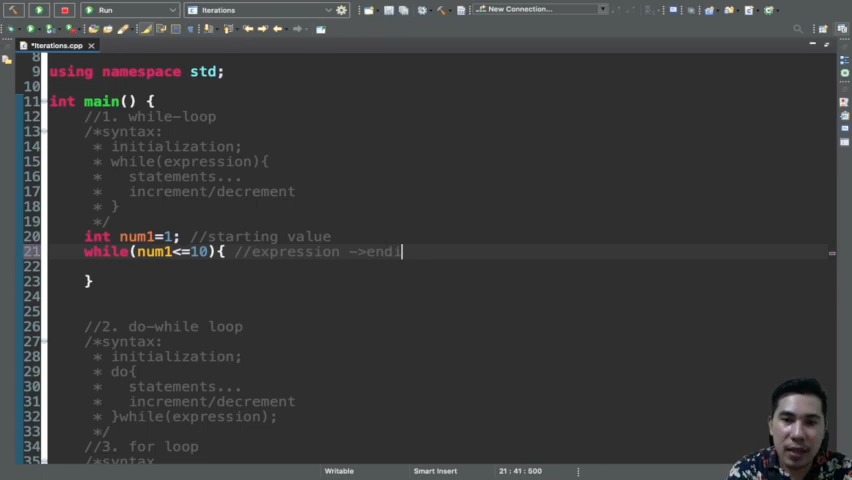 Run
Iterations
New Connection...
*Iterations.cpp
8
9 using namespace std;
10
11 int main() {
12 //1. while-loop
13 /*syntax:
14 * initialization;
15 * while(expression){
16 * statements...
17 * increment/decrement
18 * }
19 */
20 int num1=1; //starting value
21 while(num1<=10){ //expression ->endi
22
23 }
24
25
26 //2. do-while loop
27 /*syntax:
28 * initialization;
29 * do{
30 * statements...
31 * increment/decrement
32 * }while(expression);
33 */
34 //3. for loop
35 /*syntax:
Writable
Smart Insert
21 : 41 : 500